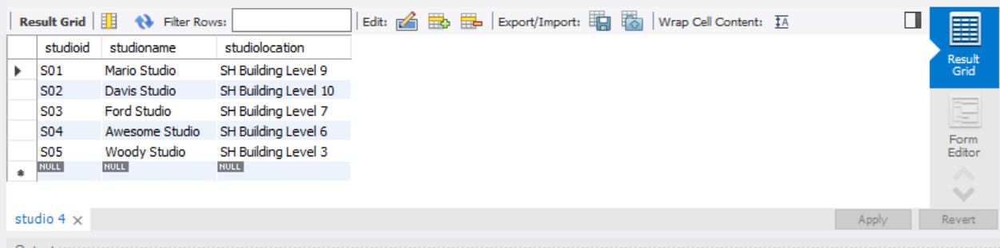 Result Grid Filter Rows: Edit: Export/Import: Wrap Cell Content: IA
studioid studioname studiolocation
S01 Mario Studio SH Building Level 9
S02 Davis Studio SH Building Level 10
S03 Ford Studio SH Building Level 7
S04 Awesome Studio SH Building Level 6
S05 Woody Studio SH Building Level 3
NULL NULL NULL
Result
Grid
Form
Editor
studio 4 × Apply Revert